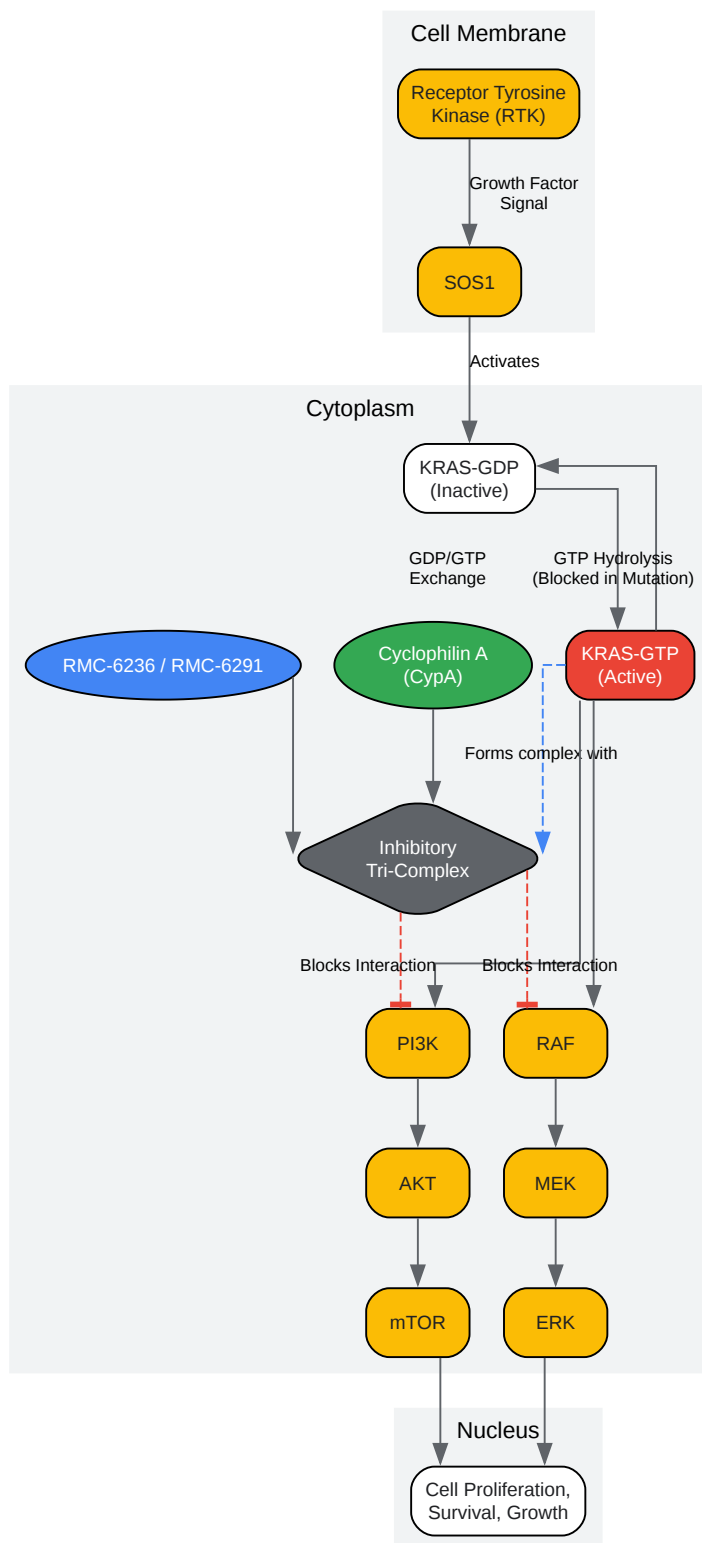 Cell Membrane
Receptor Tyrosine
Kinase (RTK)
Growth Factor
Signal
SOS1
Activates
Cytoplasm
KRAS-GDP
(Inactive)
GDP/GTP
Exchange
GTP Hydrolysis
(Blocked in Mutation)
RMC-6236 / RMC-6291
Cyclophilin A
(CypA)
KRAS-GTP
(Active)
Forms complex with
Inhibitory
Tri-Complex
Blocks Interaction
Blocks Interaction
PI3K
RAF
AKT
MEK
mTOR
ERK
Nucleus
Cell Proliferation,
Survival, Growth